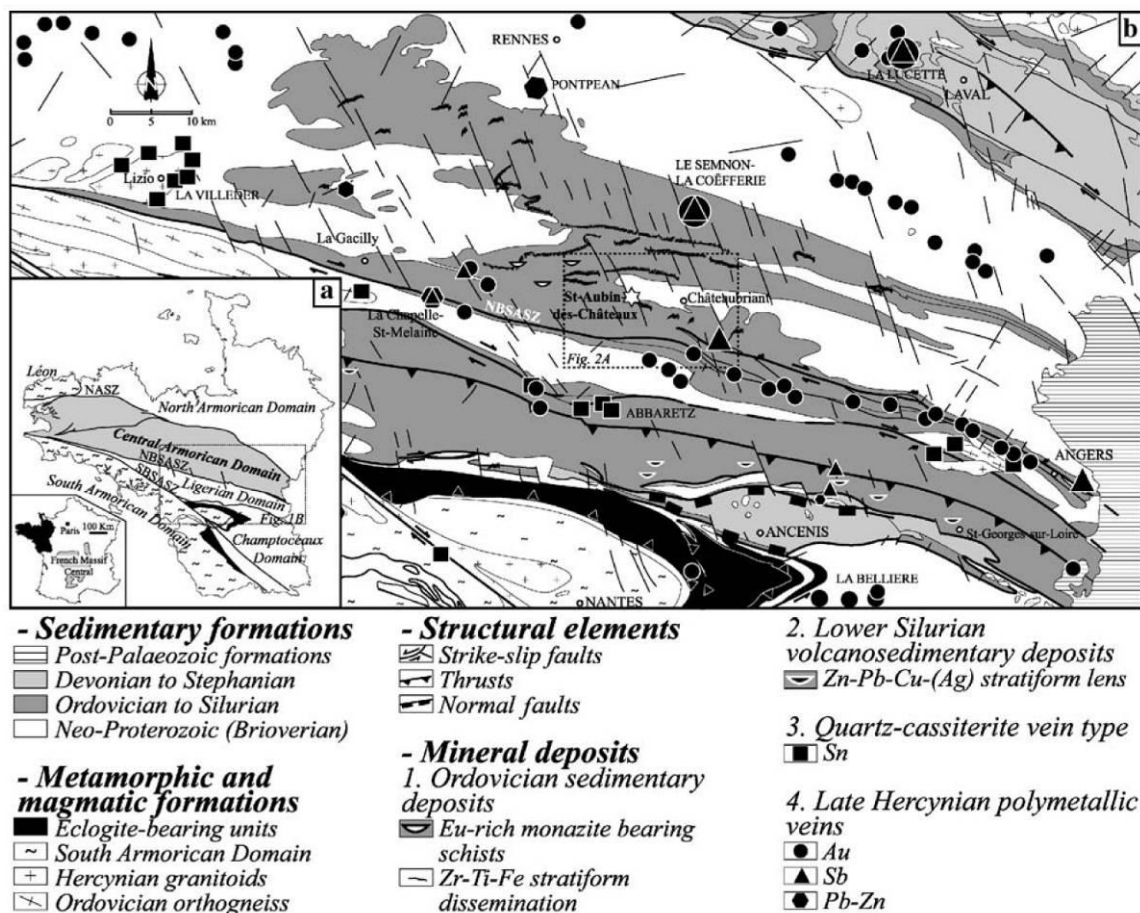 b
RENNES
PONTPEAN
LA LUCETTE
LAVAL
0 5 10 km
Lizio
LA VILLEDER
LE SEMNON-
LA COËFFERIE
La Gacilly
NBSASZ
St-Aubin
des-Châteaux
Châteaubriant
La Chapelle-
St-Melaine
Fig. 2A
ABBARETZ
ANGERS
ANCENIS
St-Georges-sur-Loire
LA BELLIERE
NANTES
a
Léon
NASZ
North Armorican Domain
Central Armorican Domain
NBSASZ
SBSASZ
Ligerian Domain
South Armorican Domain
Fig. 1B
Champtoceaux
Domain
Paris
100 Km
French Massif
Central
- Sedimentary formations
Post-Palaeozoic formations
Devonian to Stephanian
Ordovician to Silurian
Neo-Proterozoic (Brioverian)
- Metamorphic and
magmatic formations
Eclogite-bearing units
South Armorican Domain
Hercynian granitoids
Ordovician orthogneiss
- Structural elements
Strike-slip faults
Thrusts
Normal faults
- Mineral deposits
1. Ordovician sedimentary
deposits
Eu-rich monazite bearing
schists
Zr-Ti-Fe stratiform
dissemination
2. Lower Silurian
volcanosedimentary deposits
Zn-Pb-Cu-(Ag) stratiform lens
3. Quartz-cassiterite vein type
Sn
4. Late Hercynian polymetallic
veins
Au
Sb
Pb-Zn